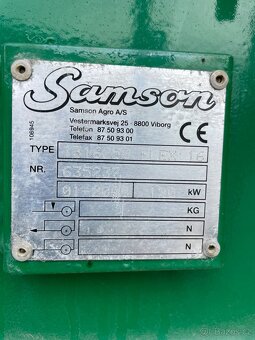 Samson
Samson Agro A/S
Vestermarksvej 25 - 8800 Viborg
Telefon 87 50 93 00
Telefax 87 50 93 01
CE
106945
TYPE
NR.
kW
KG
N
N